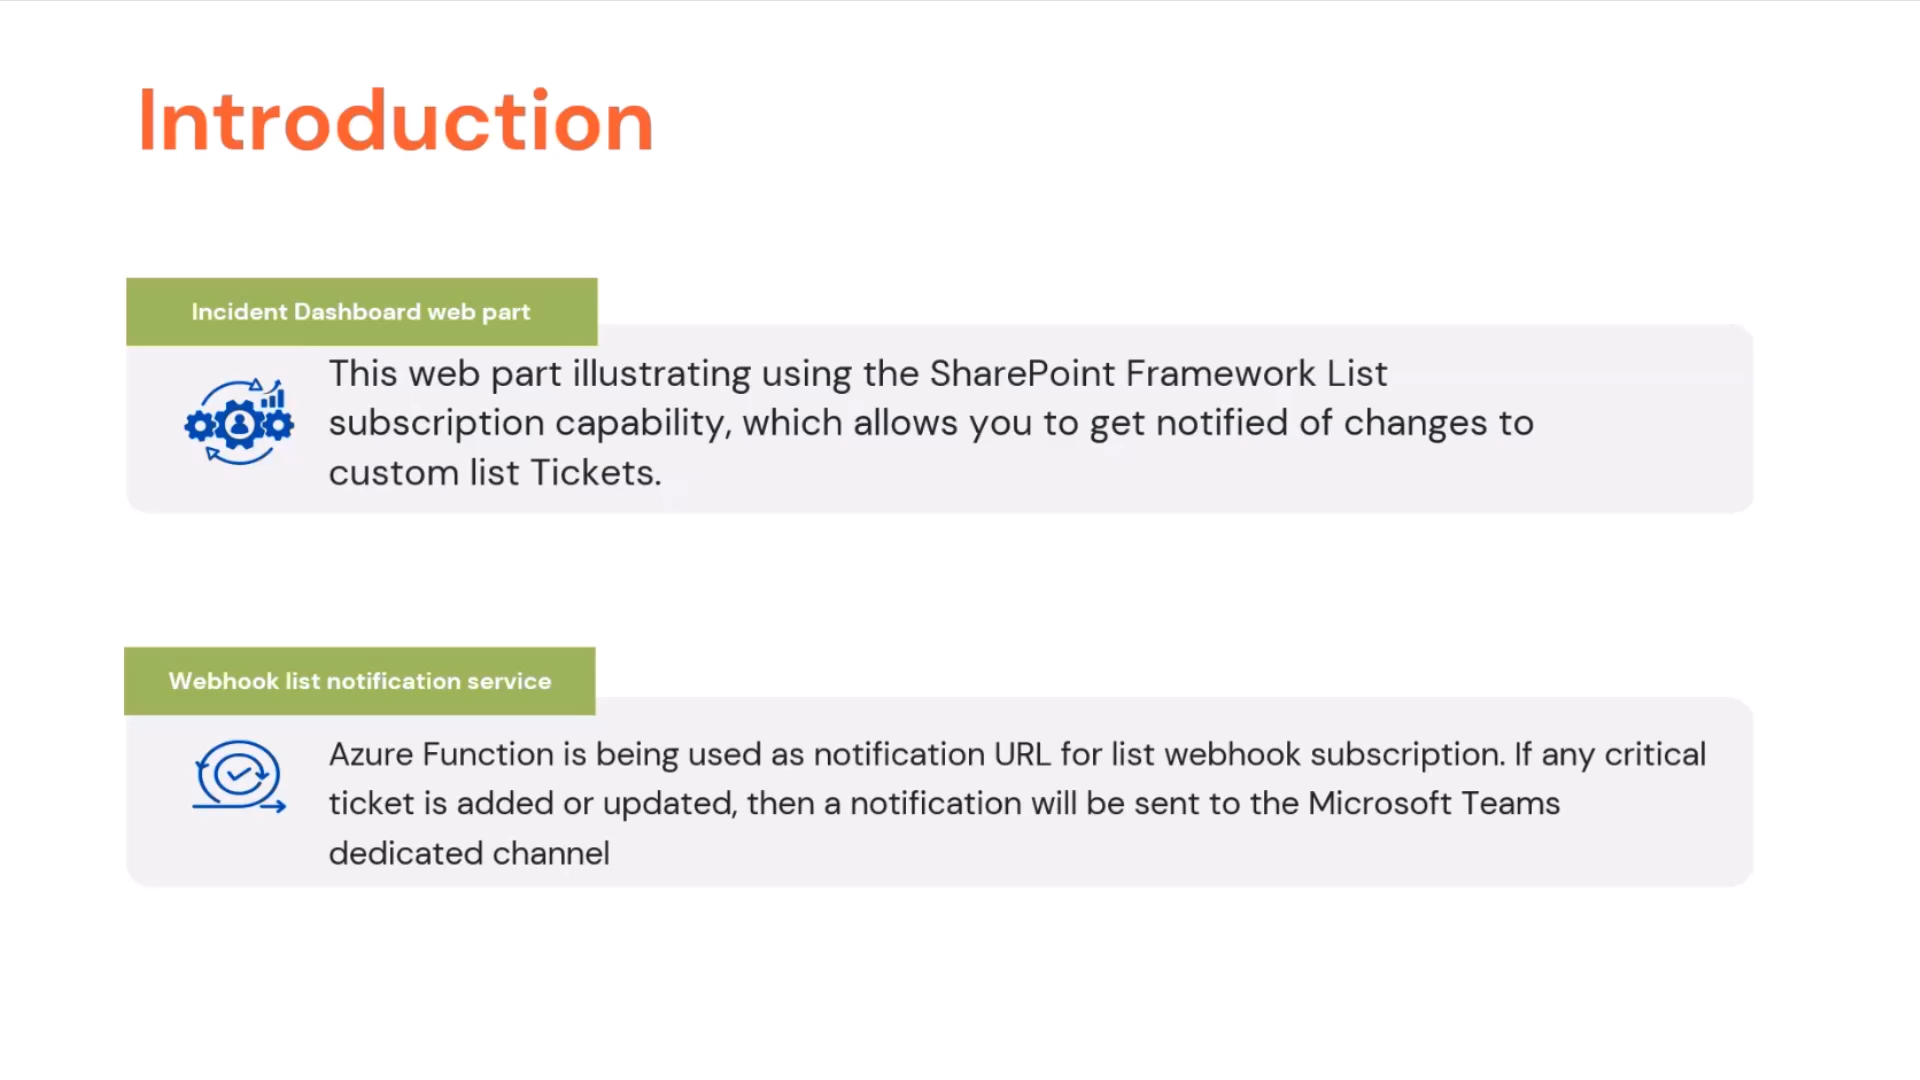 Introduction
Incident Dashboard web part
This web part illustrating using the SharePoint Framework List
subscription capability, which allows you to get notified of changes to
custom list Tickets.
Webhook list notification service
Azure Function is being used as notification URL for list webhook subscription. If any critical
ticket is added or updated, then a notification will be sent to the Microsoft Teams
dedicated channel